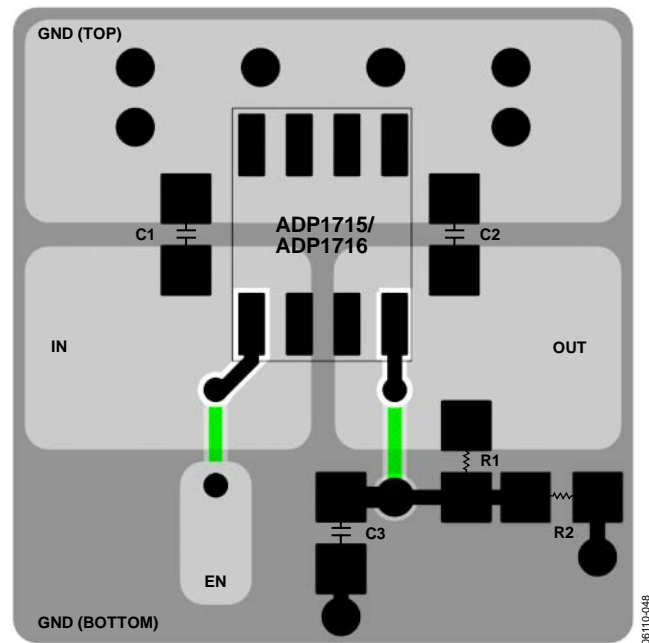 GND (TOP)
C1
ADP1715/
ADP1716
C2
IN
OUT
R1
C3
R2
EN
GND (BOTTOM)
06110-048